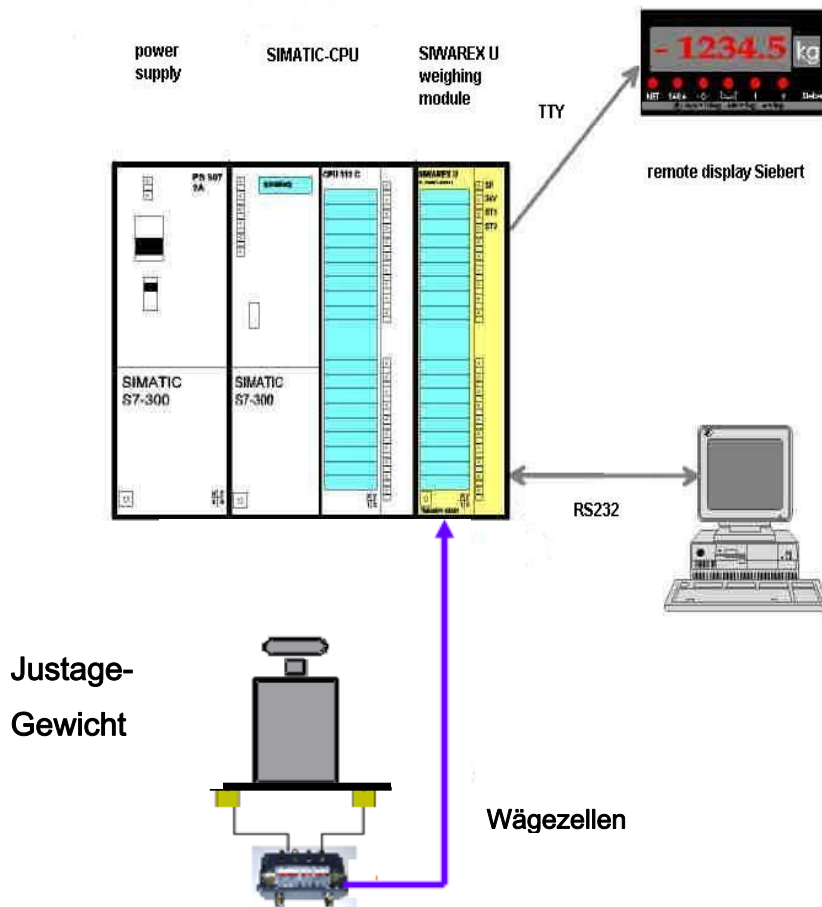 power
supply
SIMATIC-CPU
SIWAREX U
weighing
module
- 1234.5 kg
NET
TTY
remote display Siebert
PS 307
2A
CPU
SIWAREX U
SF
24V
ST1
ST2
SIMATIC
S7-300
SIMATIC
S7-300
RS232
Justage-
Gewicht
Wägezellen